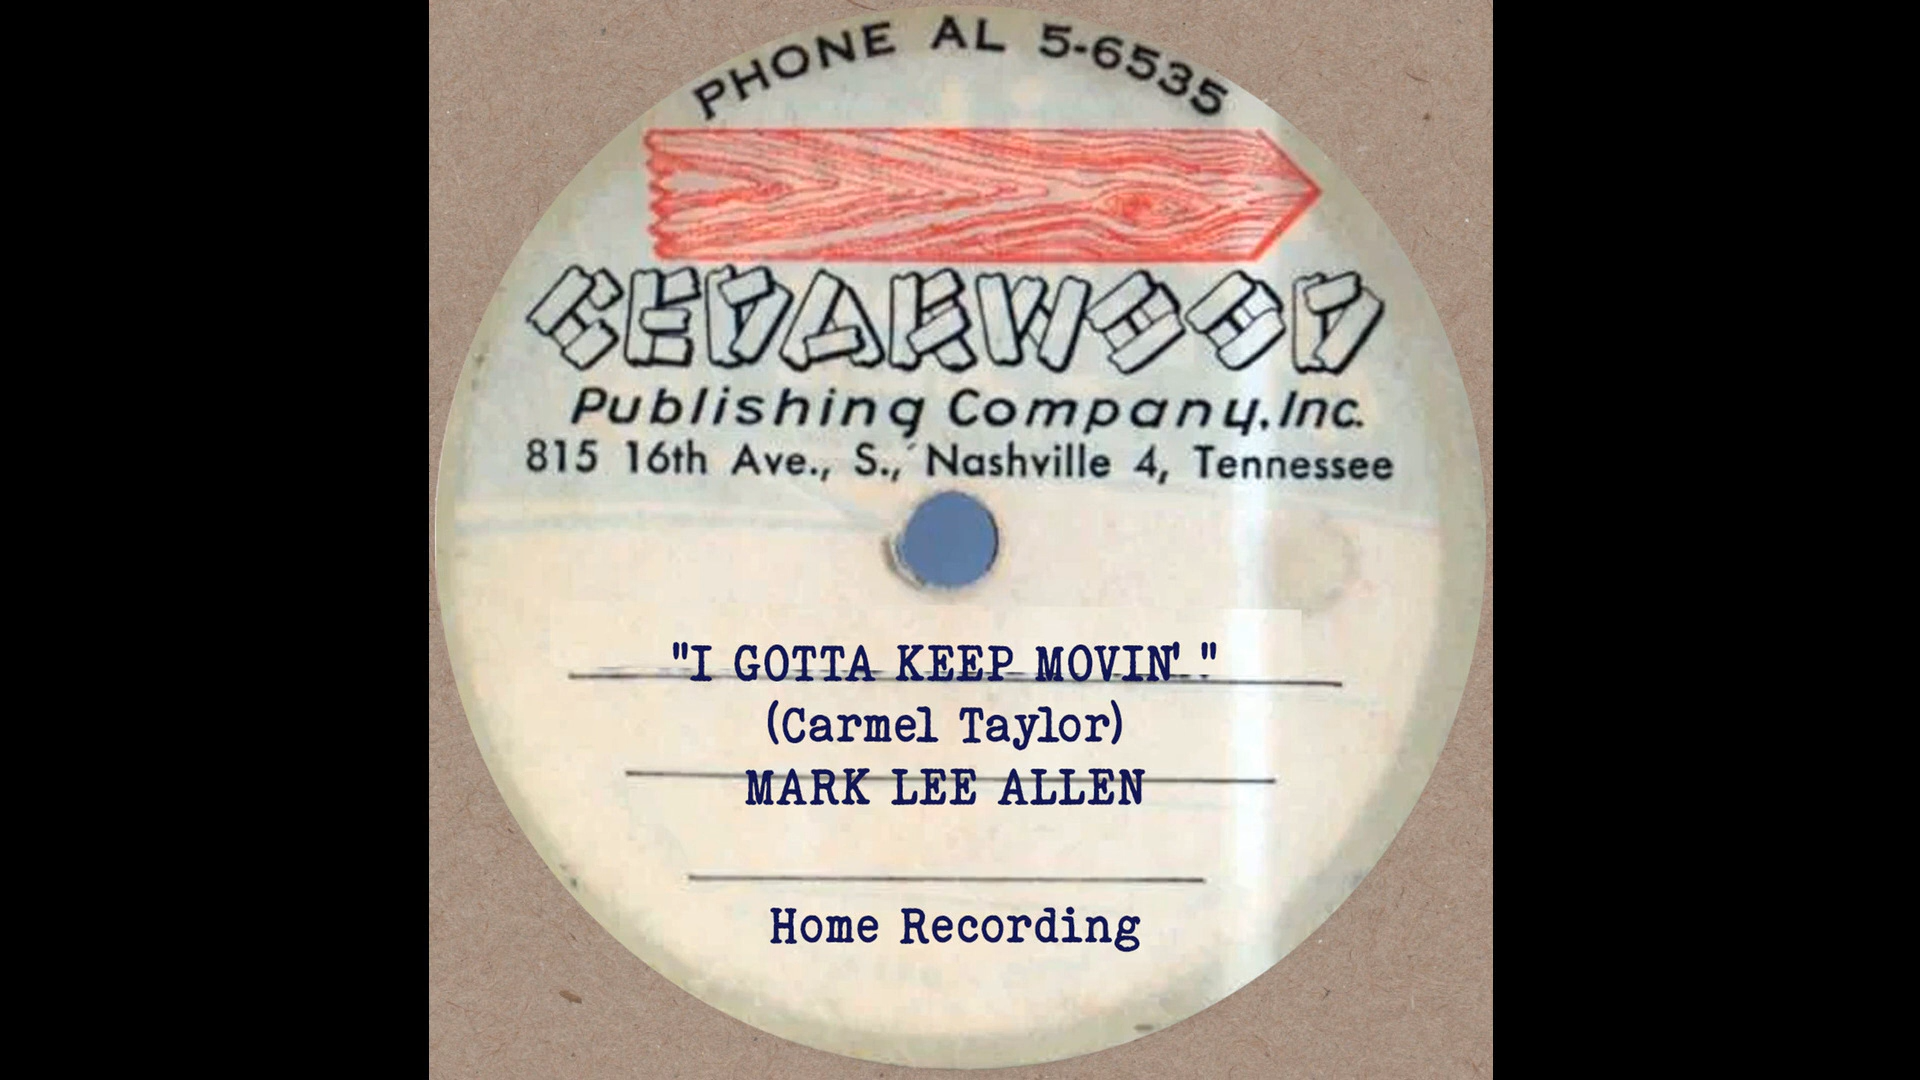 PHONE AL 5-6535
CEDARWOOD
Publishing Company, Inc.
815 16th Ave., S., Nashville 4, Tennessee
"I GOTTA KEEP MOVIN' "
(Carmel Taylor)
MARK LEE ALLEN
Home Recording